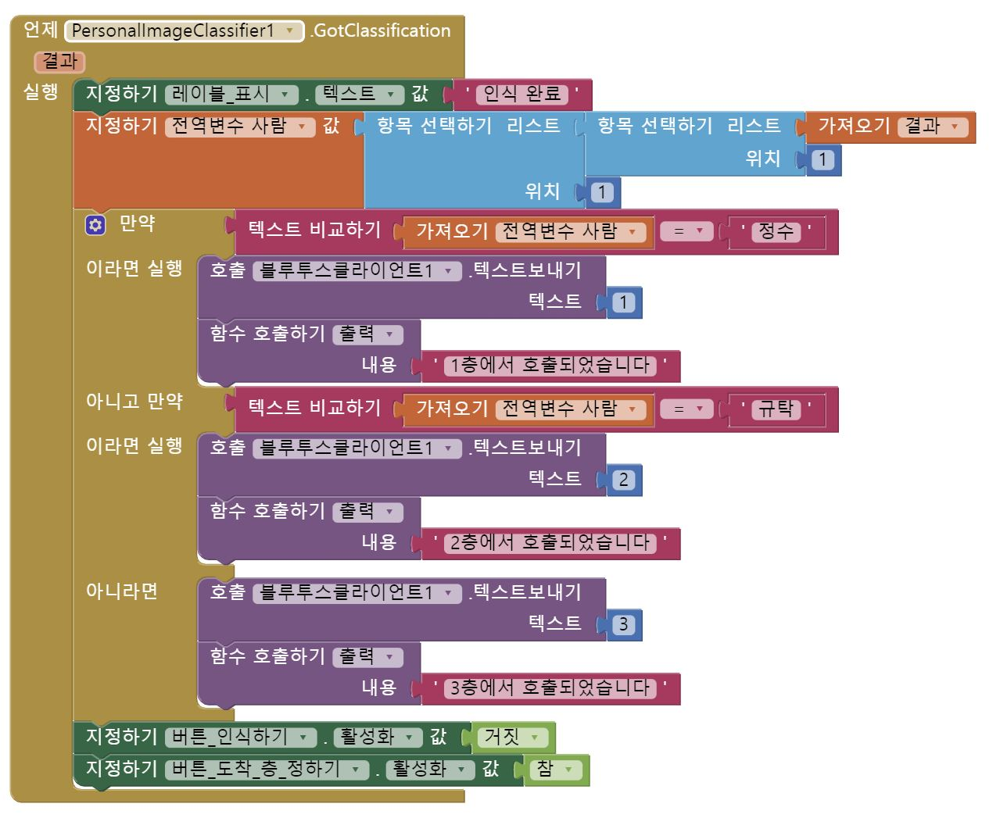 언제 PersonalImageClassifier1 .GotClassification
결과
실행 지정하기 레이블_표시 . 텍스트 값 ' 인식 완료 '
지정하기 전역변수 사람 값 항목 선택하기 리스트 항목 선택하기 리스트 가져오기 결과
위치 1
위치 1
만약 텍스트 비교하기 가져오기 전역변수 사람 = ' 정수 '
이라면 실행 호출 블루투스클라이언트1 .텍스트보내기
텍스트 1
함수 호출하기 출력
내용 ' 1층에서 호출되었습니다 '
아니고 만약 텍스트 비교하기 가져오기 전역변수 사람 = ' 규탁 '
이라면 실행 호출 블루투스클라이언트1 .텍스트보내기
텍스트 2
함수 호출하기 출력
내용 ' 2층에서 호출되었습니다 '
아니라면 호출 블루투스클라이언트1 .텍스트보내기
텍스트 3
함수 호출하기 출력
내용 ' 3층에서 호출되었습니다 '
지정하기 버튼_인식하기 . 활성화 값 거짓
지정하기 버튼_도착_층_정하기 . 활성화 값 참